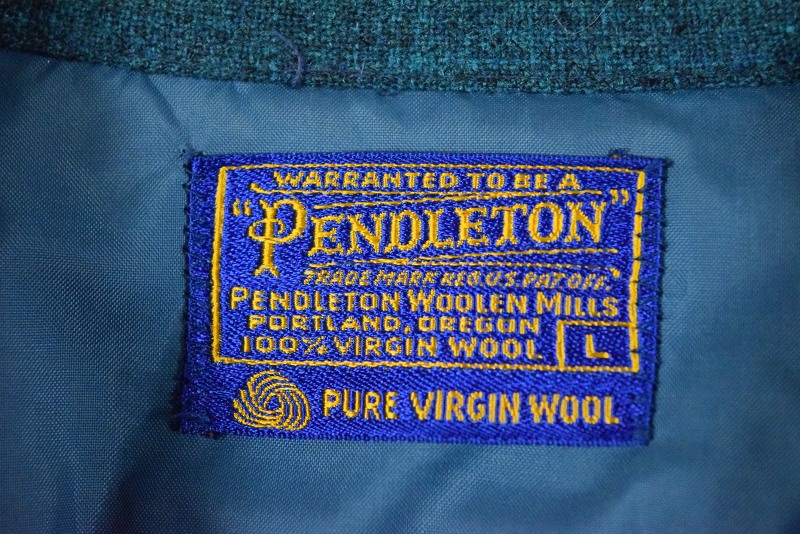 WARRANTED TO BE A
"PENDLETON"
TRADE MARK REG. U.S. PAT. OFF.
PENDLETON WOOLEN MILLS
PORTLAND, OREGON
100% VIRGIN WOOL
L
PURE VIRGIN WOOL